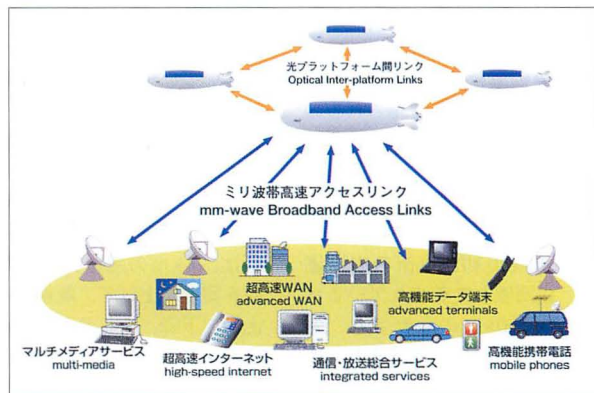 光プラットフォーム間リンク
Optical Inter-platform Links
ミリ波帯高速アクセスリンク
mm-wave Broadband Access Links
超高速WAN
advanced WAN
高機能データ端末
advanced terminals
マルチメディアサービス
multi-media
超高速インターネット
high-speed internet
通信・放送総合サービス
integrated services
高機能携帯電話
mobile phones